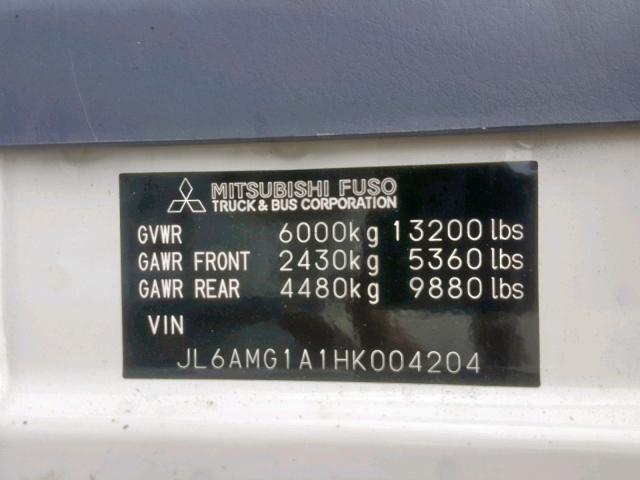 MITSUBISHI FUSO
TRUCK & BUS CORPORATION
GVWR 6000kg 13200 lbs
GAWR FRONT 2430kg 5360 lbs
GAWR REAR 4480kg 9880 lbs
VIN
JL6AMG1A1HK004204